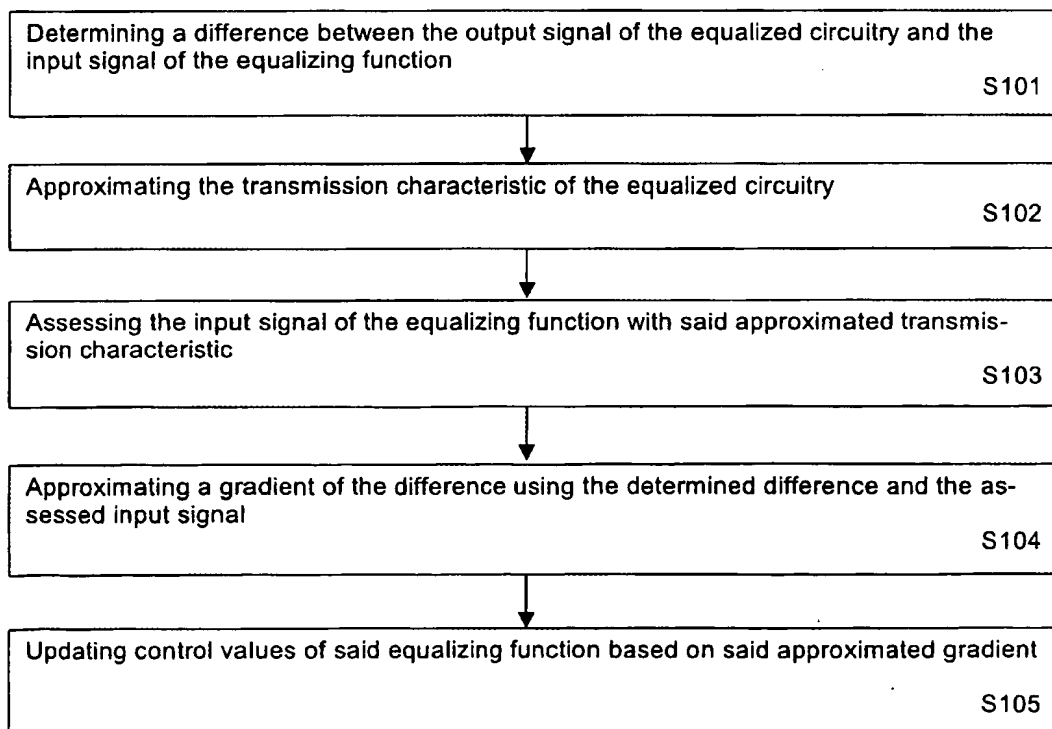 Determining a difference between the output signal of the equalized circuitry and the
input signal of the equalizing function
S101
Approximating the transmission characteristic of the equalized circuitry
S102
Assessing the input signal of the equalizing function with said approximated transmis-
sion characteristic
S103
Approximating a gradient of the difference using the determined difference and the as-
sessed input signal
S104
Updating control values of said equalizing function based on said approximated gradient
S105